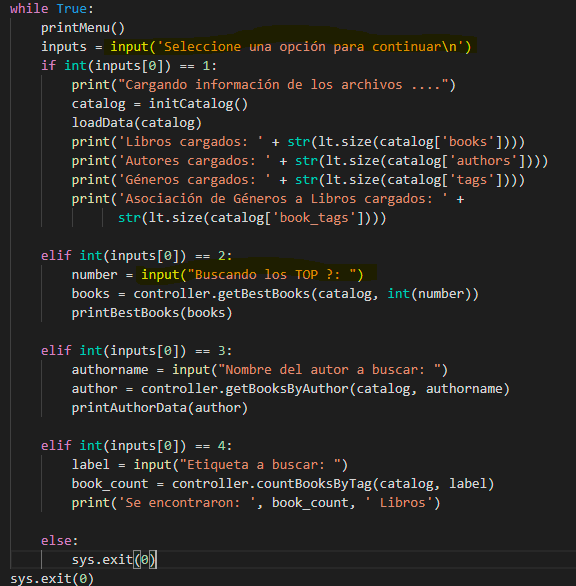 while True:
    printMenu()
    inputs = input('Seleccione una opción para continuar\n')
    if int(inputs[0]) == 1:
        print("Cargando información de los archivos ....")
        catalog = initCatalog()
        loadData(catalog)
        print('Libros cargados: ' + str(lt.size(catalog['books'])))
        print('Autores cargados: ' + str(lt.size(catalog['authors'])))
        print('Géneros cargados: ' + str(lt.size(catalog['tags'])))
        print('Asociación de Géneros a Libros cargados: ' +
              str(lt.size(catalog['book_tags'])))
    elif int(inputs[0]) == 2:
        number = input("Buscando los TOP ?: ")
        books = controller.getBestBooks(catalog, int(number))
        printBestBooks(books)
    elif int(inputs[0]) == 3:
        authorname = input("Nombre del autor a buscar: ")
        author = controller.getBooksByAuthor(catalog, authorname)
        printAuthorData(author)
    elif int(inputs[0]) == 4:
        label = input("Etiqueta a buscar: ")
        book_count = controller.countBooksByTag(catalog, label)
        print('Se encontraron: ', book_count, ' Libros')
    else:
        sys.exit(0)
sys.exit(0)